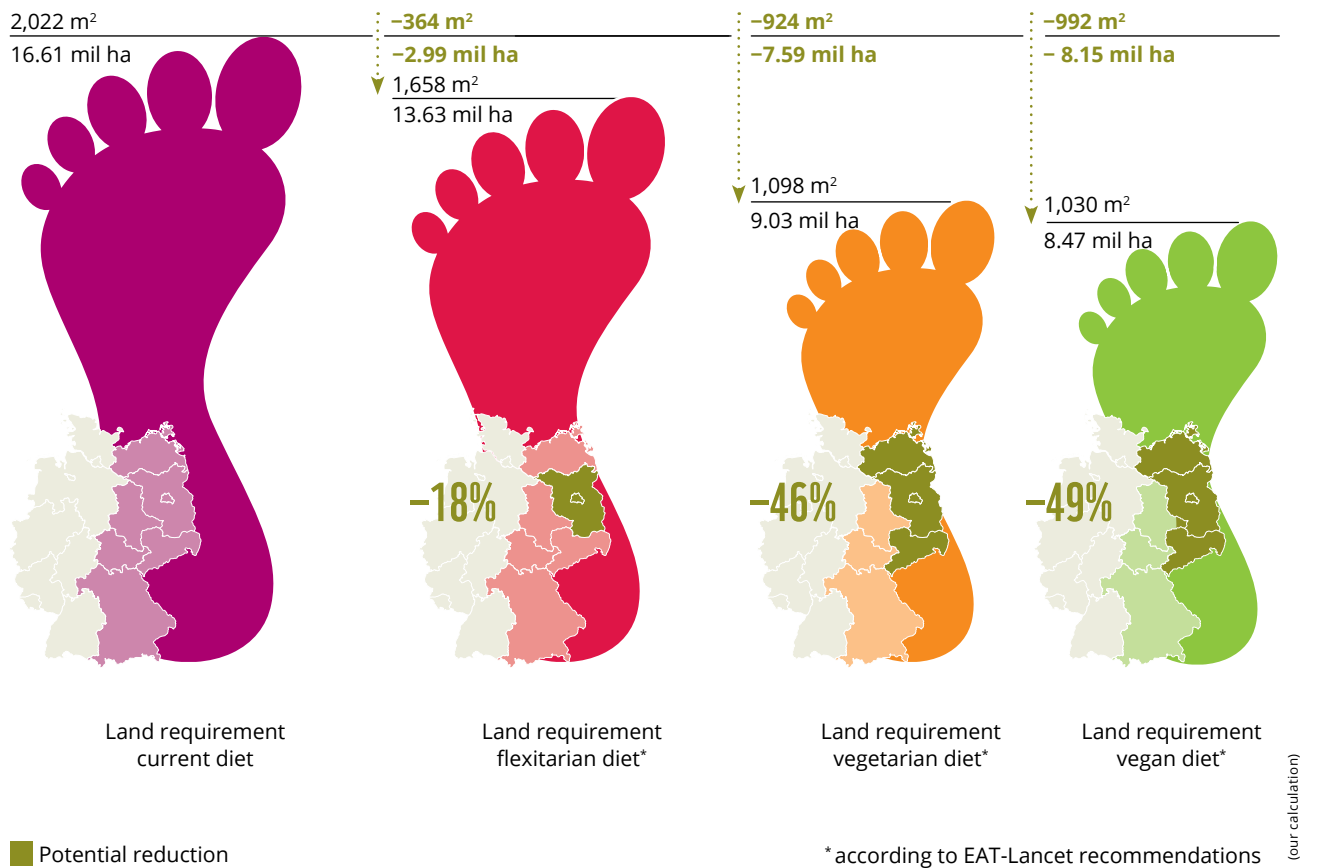 2,022 m²
16.61 mil ha
−364 m²
−2.99 mil ha
1,658 m²
13.63 mil ha
−924 m²
−7.59 mil ha
1,098 m²
9.03 mil ha
−992 m²
− 8.15 mil ha
1,030 m²
8.47 mil ha
−18%
−46%
−49%
Land requirement
current diet
Land requirement
flexitarian diet*
Land requirement
vegetarian diet*
Land requirement
vegan diet*
Potential reduction
* according to EAT-Lancet recommendations
(our calculation)